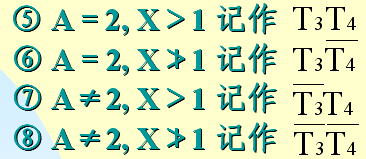 ⑤ A = 2, X > 1 记作 T₃T₄
⑥ A = 2, X ≯ 1 记作 T₃T̅₄
⑦ A ≠ 2, X > 1 记作 T̅₃T₄
⑧ A ≠ 2, X ≯ 1 记作 T̅₃T̅₄